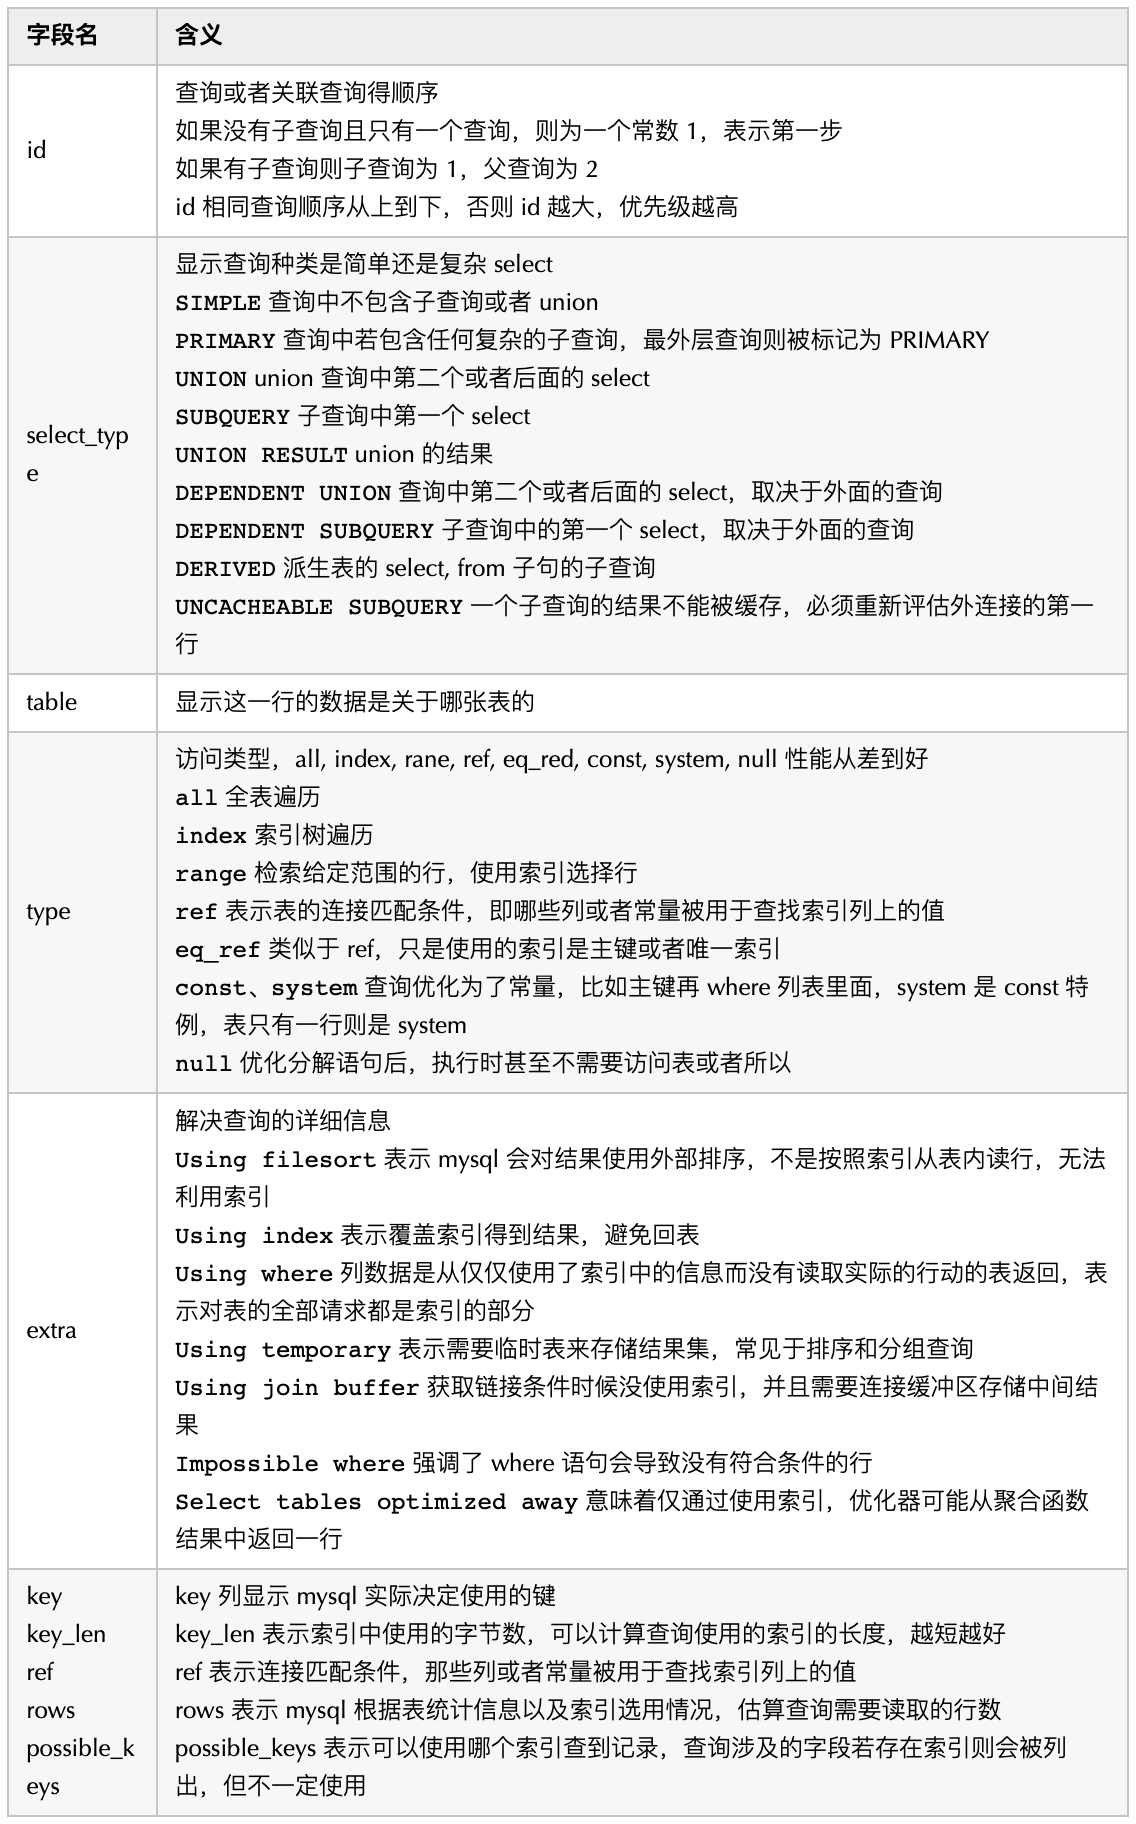 字段名 含义
id
查询或者关联查询得顺序
如果没有子查询且只有一个查询，则为一个常数 1，表示第一步
如果有子查询则子查询为 1，父查询为 2
id 相同查询顺序从上到下，否则 id 越大，优先级越高
select_typ
e
显示查询种类是简单还是复杂 select
SIMPLE 查询中不包含子查询或者 union
PRIMARY 查询中若包含任何复杂的子查询，最外层查询则被标记为 PRIMARY
UNION union 查询中第二个或者后面的 select
SUBQUERY 子查询中第一个 select
UNION RESULT union 的结果
DEPENDENT UNION 查询中第二个或者后面的 select，取决于外面的查询
DEPENDENT SUBQUERY 子查询中的第一个 select，取决于外面的查询
DERIVED 派生表的 select, from 子句的子查询
UNCACHEABLE SUBQUERY 一个子查询的结果不能被缓存，必须重新评估外连接的第一
行
table 显示这一行的数据是关于哪张表的
type
访问类型，all, index, rane, ref, eq_red, const, system, null 性能从差到好
all 全表遍历
index 索引树遍历
range 检索给定范围的行，使用索引选择行
ref 表示表的连接匹配条件，即哪些列或者常量被用于查找索引列上的值
eq_ref 类似于 ref，只是使用的索引是主键或者唯一索引
const、system 查询优化为了常量，比如主键再 where 列表里面，system 是 const 特
例，表只有一行则是 system
null 优化分解语句后，执行时甚至不需要访问表或者所以
extra
解决查询的详细信息
Using filesort 表示 mysql 会对结果使用外部排序，不是按照索引从表内读行，无法
利用索引
Using index 表示覆盖索引得到结果，避免回表
Using where 列数据是从仅仅使用了索引中的信息而没有读取实际的行动的表返回，表
示对表的全部请求都是索引的部分
Using temporary 表示需要临时表来存储结果集，常见于排序和分组查询
Using join buffer 获取链接条件时候没使用索引，并且需要连接缓冲区存储中间结
果
Impossible where 强调了 where 语句会导致没有符合条件的行
Select tables optimized away 意味着仅通过使用索引，优化器可能从聚合函数
结果中返回一行
key key 列显示 mysql 实际决定使用的键
key_len key_len 表示索引中使用的字节数，可以计算查询使用的索引的长度，越短越好
ref ref 表示连接匹配条件，那些列或者常量被用于查找索引列上的值
rows rows 表示 mysql 根据表统计信息以及索引选用情况，估算查询需要读取的行数
possible_k possible_keys 表示可以使用哪个索引查到记录，查询涉及的字段若存在索引则会被列
eys 出，但不一定使用